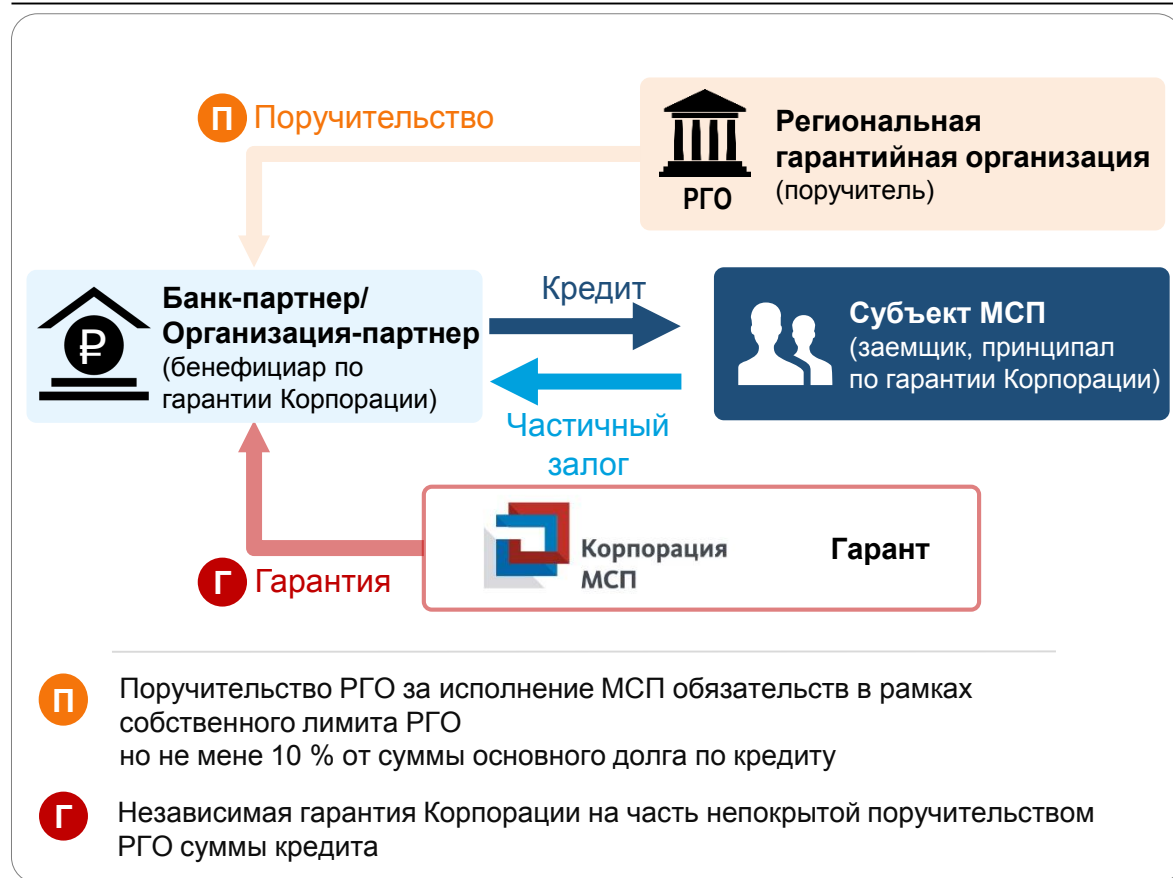 П Поручительство
Региональная
гарантийная организация
(поручитель)
РГО
Банк-партнер/
Организация-партнер
(бенефициар по
гарантии Корпорации)
₽
Кредит
Субъект МСП
(заемщик, принципал
по гарантии Корпорации)
Частичный
залог
Корпорация
МСП
Гарант
Г Гарантия
П
Поручительство РГО за исполнение МСП обязательств в рамках
собственного лимита РГО
но не мене 10 % от суммы основного долга по кредиту
Г
Независимая гарантия Корпорации на часть непокрытой поручительством
РГО суммы кредита